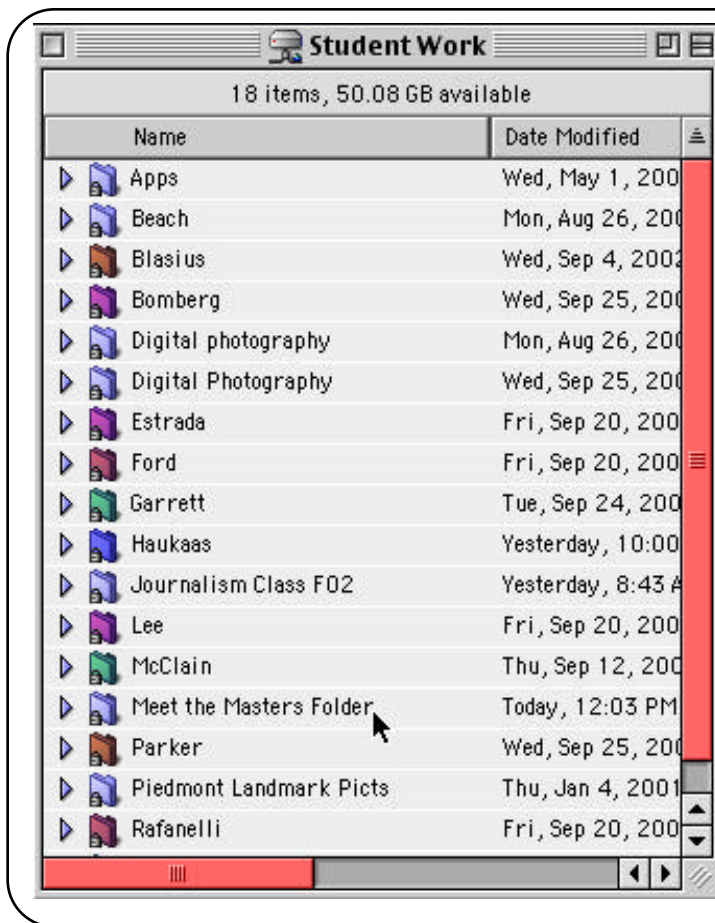 Student Work
18 items, 50.08 GB available
Name Date Modified
Apps Wed, May 1, 200
Beach Mon, Aug 26, 200
Blasius Wed, Sep 4, 2002
Bomberg Wed, Sep 25, 200
Digital photography Mon, Aug 26, 200
Digital Photography Wed, Sep 25, 200
Estrada Fri, Sep 20, 200
Ford Fri, Sep 20, 200
Garrett Tue, Sep 24, 200
Haukaas Yesterday, 10:00
Journalism Class F02 Yesterday, 8:43 A
Lee Fri, Sep 20, 200
McClain Thu, Sep 12, 200
Meet the Masters Folder Today, 12:03 PM
Parker Wed, Sep 25, 200
Piedmont Landmark Picts Thu, Jan 4, 2001
Rafanelli Fri, Sep 20, 200